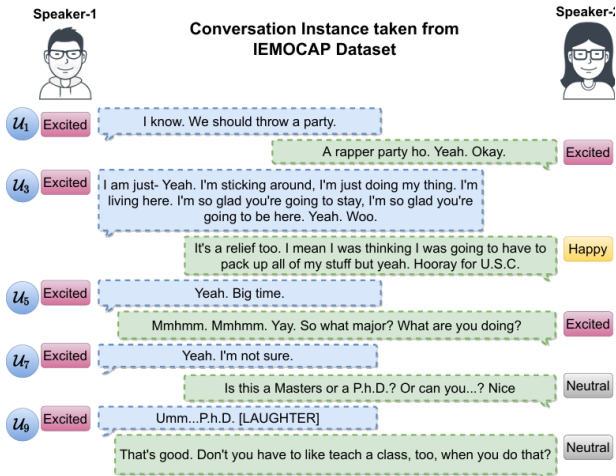 Speaker-1
Conversation Instance taken from
IEMOCAP Dataset
Speaker-2
U1 Excited I know. We should throw a party.
A rapper party ho. Yeah. Okay. Excited
U3 Excited I am just- Yeah. I'm sticking around, I'm just doing my thing. I'm
living here. I'm so glad you're going to stay, I'm so glad you're
going to be here. Yeah. Woo.
It's a relief too. I mean I was thinking I was going to have to
pack up all of my stuff but yeah. Hooray for U.S.C.
Happy
U5 Excited Yeah. Big time.
Mmhmm. Mmhmm. Yay. So what major? What are you doing? Excited
U7 Excited Yeah. I'm not sure.
Is this a Masters or a P.h.D.? Or can you...? Nice Neutral
U9 Excited Umm...P.h.D. [LAUGHTER]
That's good. Don't you have to like teach a class, too, when you do that? Neutral